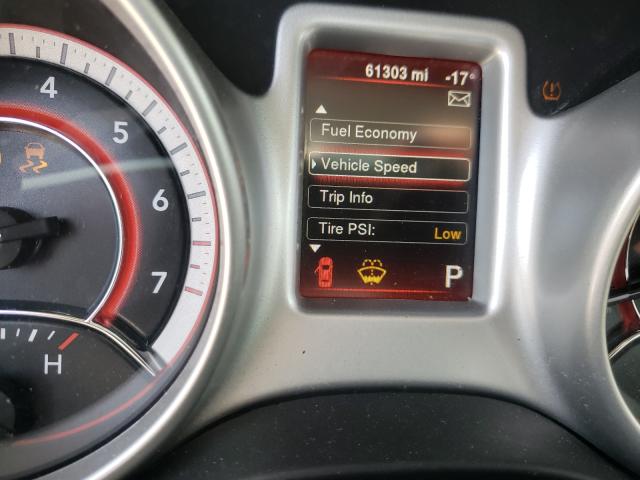 61303 mi -17°
Fuel Economy
Vehicle Speed
Trip Info
Tire PSI: Low
P
4
5
6
7
H